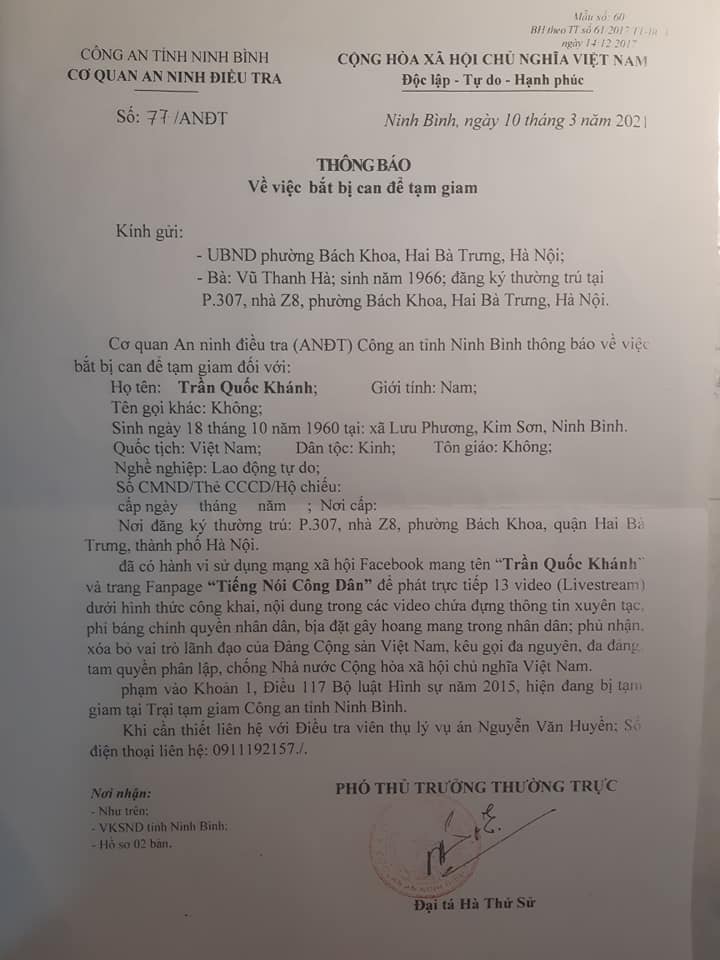 Mẫu số: 60
BH theo TT số 61/2017
ngày 14/12/2017
CÔNG AN TỈNH NINH BÌNH
CƠ QUAN AN NINH ĐIỀU TRA
CỘNG HÒA XÃ HỘI CHỦ NGHĨA VIỆT NAM
Độc lập - Tự do - Hạnh phúc
Số: 77/ANĐT
Ninh Bình, ngày 10 tháng 3 năm 2021
THÔNG BÁO
Về việc bắt bị can để tạm giam
Kính gửi:
- UBND phường Bách Khoa, Hai Bà Trưng, Hà Nội;
- Bà: Vũ Thanh Hà; sinh năm 1966; đăng ký thường trú tại
P.307, nhà Z8, phường Bách Khoa, Hai Bà Trưng, Hà Nội.
Cơ quan An ninh điều tra (ANĐT) Công an tỉnh Ninh Bình thông báo về việc
bắt bị can để tạm giam đối với:
Họ tên: Trần Quốc Khánh; Giới tính: Nam;
Tên gọi khác: Không;
Sinh ngày 18 tháng 10 năm 1960 tại: xã Lưu Phương, Kim Sơn, Ninh Bình.
Quốc tịch: Việt Nam; Dân tộc: Kinh; Tôn giáo: Không;
Nghề nghiệp: Lao động tự do;
Số CMND/Thẻ CCCD/Hộ chiếu:
cấp ngày tháng năm ; Nơi cấp:
Nơi đăng ký thường trú: P.307, nhà Z8, phường Bách Khoa, quận Hai Bà
Trưng, thành phố Hà Nội.
đã có hành vi sử dụng mạng xã hội Facebook mang tên “Trần Quốc Khánh”
và trang Fanpage “Tiếng Nói Công Dân” để phát trực tiếp 13 video (Livestream)
dưới hình thức công khai, nội dung trong các video chứa đựng thông tin xuyên tạc,
phỉ báng chính quyền nhân dân, bịa đặt gây hoang mang trong nhân dân; phủ nhận,
xóa bỏ vai trò lãnh đạo của Đảng Cộng sản Việt Nam, kêu gọi đa nguyên, đa đảng,
tam quyền phân lập, chống Nhà nước Cộng hòa xã hội chủ nghĩa Việt Nam.
phạm vào Khoản 1, Điều 117 Bộ luật Hình sự năm 2015, hiện đang bị tạm
giam tại Trại tạm giam Công an tỉnh Ninh Bình.
Khi cần thiết liên hệ với Điều tra viên thụ lý vụ án Nguyễn Văn Huyền; Số
điện thoại liên hệ: 0911192157./.
Nơi nhận:
- Như trên;
- VKSND tỉnh Ninh Bình;
- Hồ sơ 02 bản.
PHÓ THỦ TRƯỞNG THƯỜNG TRỰC
Đại tá Hà Thứ Sử